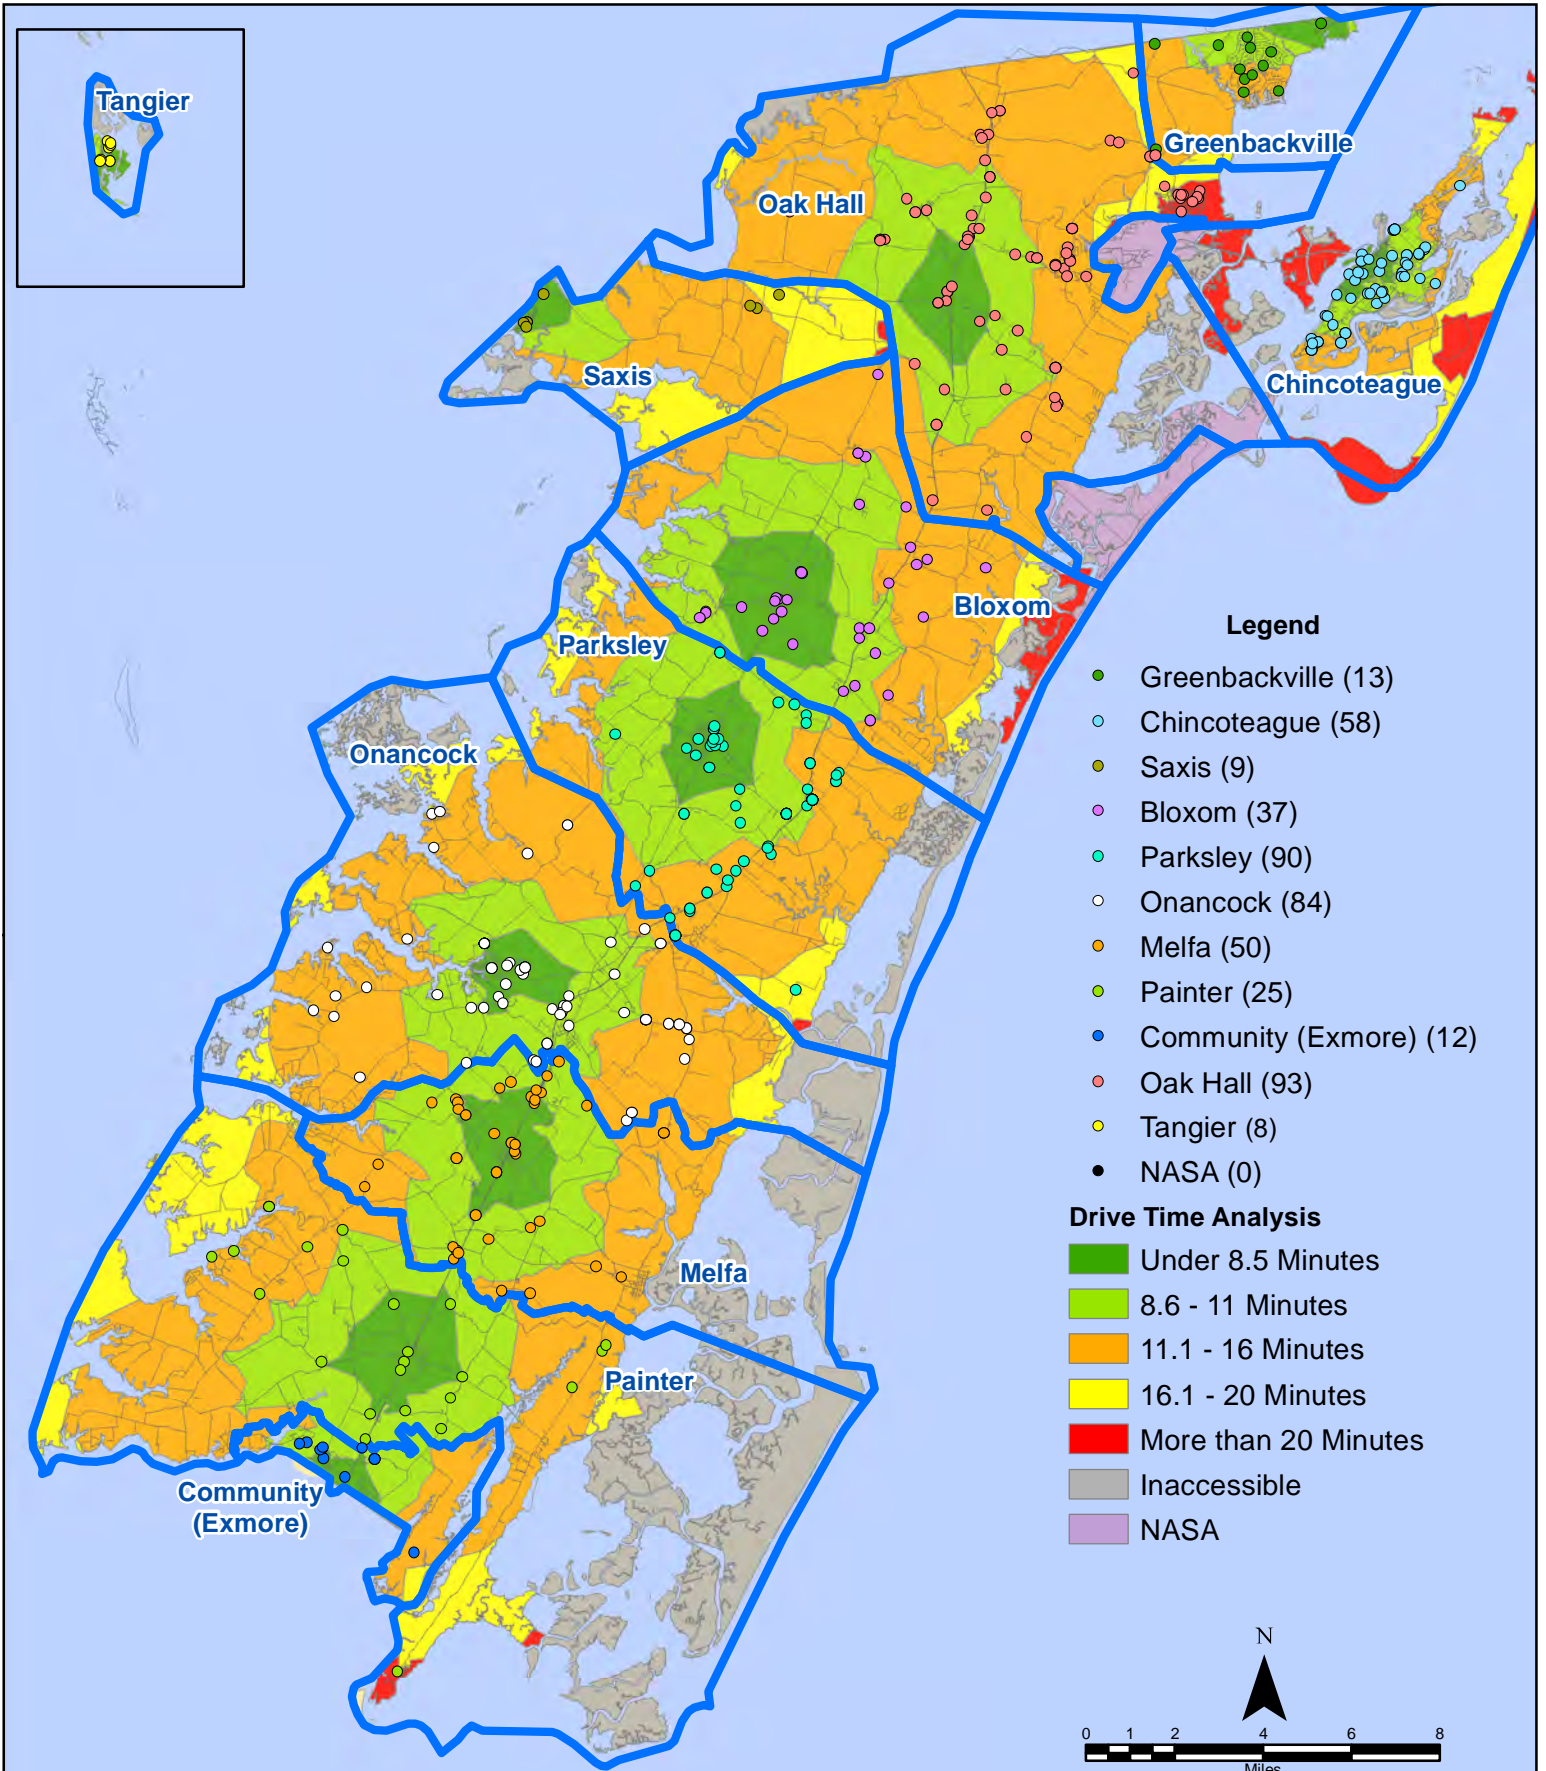 Tangier
Greenbackville
Oak Hall
Saxis
Chincoteague
Bloxom
Parksley
Onancock
Melfa
Painter
Community
(Exmore)
Legend
Greenbackville (13)
Chincoteague (58)
Saxis (9)
Bloxom (37)
Parksley (90)
Onancock (84)
Melfa (50)
Painter (25)
Community (Exmore) (12)
Oak Hall (93)
Tangier (8)
NASA (0)
Drive Time Analysis
Under 8.5 Minutes
8.6 - 11 Minutes
11.1 - 16 Minutes
16.1 - 20 Minutes
More than 20 Minutes
Inaccessible
NASA
N
0 1 2 4 6 8
Miles